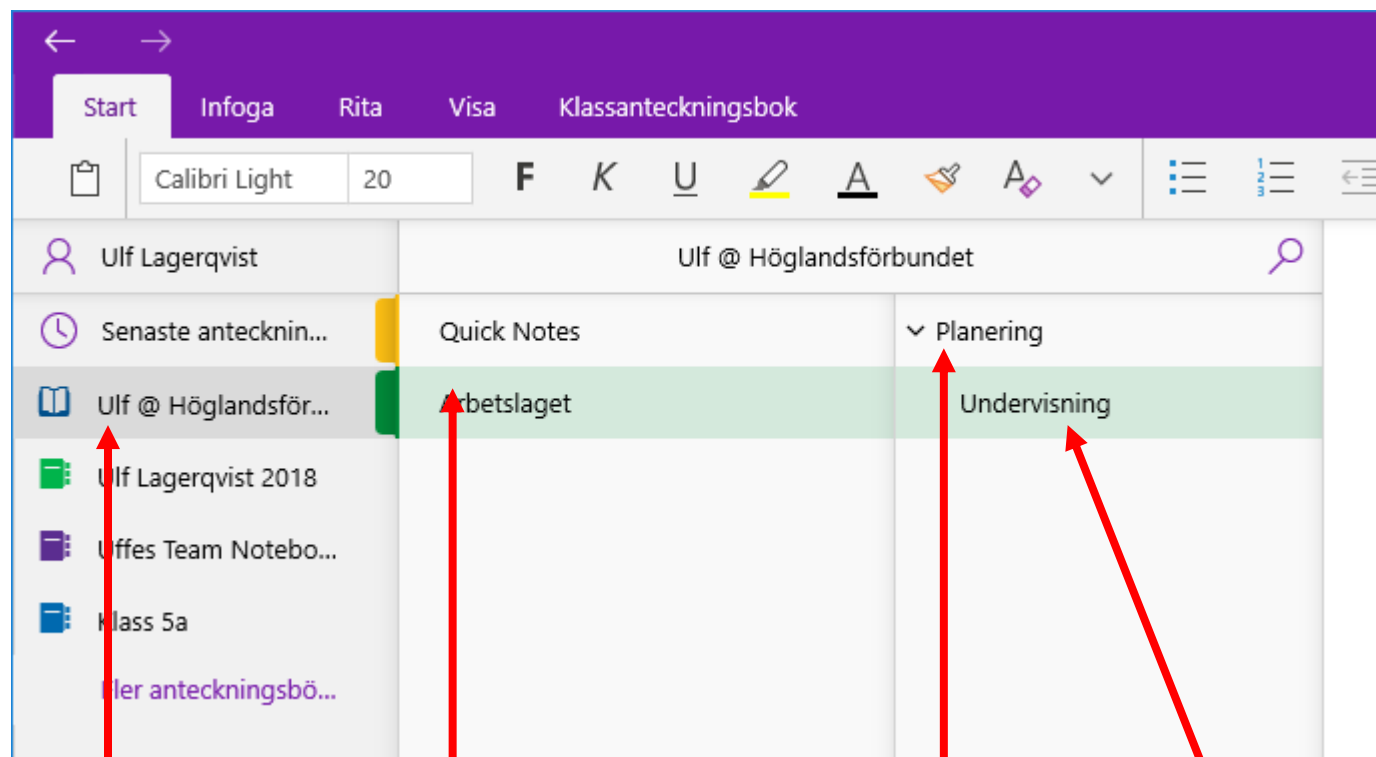 Start Infoga Rita Visa Klassanteckningsbok
Calibri Light 20 F K U A A
Ulf Lagerqvist Ulf @ Höglandsförbundet
Senaste antecknin... Quick Notes Planering
Ulf @ Höglandsför... Arbetslaget Undervisning
Ulf Lagerqvist 2018
Uffes Team Notebo...
Klass 5a
Fler anteckningsbö...